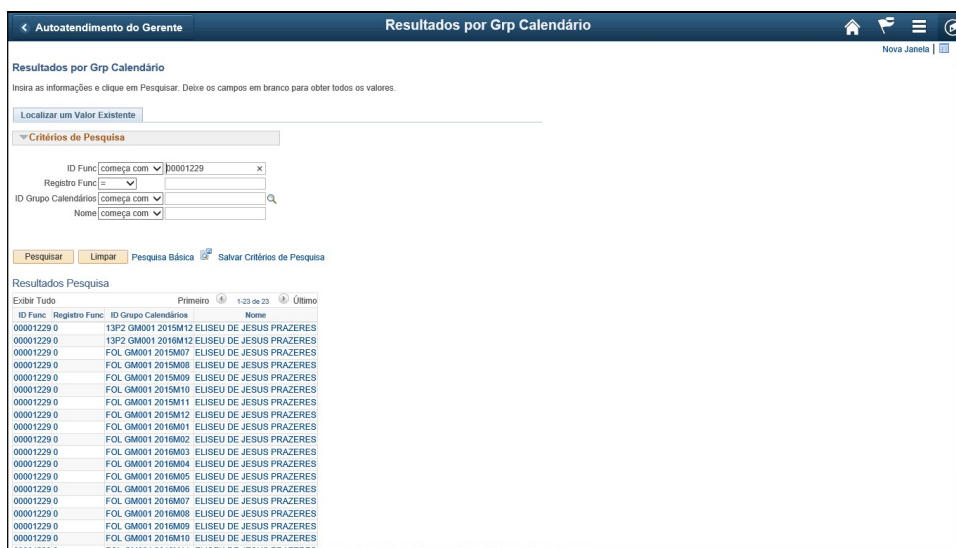 Autoatendimento do Gerente Resultados por Grp Calendário
Nova Janela |
Resultados por Grp Calendário
Insira as informações e clique em Pesquisar. Deixe os campos em branco para obter todos os valores.
Localizar um Valor Existente
Critérios de Pesquisa
ID Func começa com 00001229 ×
Registro Func =
ID Grupo Calendários começa com
Nome começa com
Pesquisar Limpar Pesquisa Básica Salvar Critérios de Pesquisa
Resultados Pesquisa
Exibir Tudo Primeiro 1-23 de 23 Último
ID Func Registro Func ID Grupo Calendários Nome
00001229 0 13P2 GM001 2015M12 ELISEU DE JESUS PRAZERES
00001229 0 13P2 GM001 2016M12 ELISEU DE JESUS PRAZERES
00001229 0 FOL GM001 2015M07 ELISEU DE JESUS PRAZERES
00001229 0 FOL GM001 2015M08 ELISEU DE JESUS PRAZERES
00001229 0 FOL GM001 2015M09 ELISEU DE JESUS PRAZERES
00001229 0 FOL GM001 2015M10 ELISEU DE JESUS PRAZERES
00001229 0 FOL GM001 2015M11 ELISEU DE JESUS PRAZERES
00001229 0 FOL GM001 2015M12 ELISEU DE JESUS PRAZERES
00001229 0 FOL GM001 2016M01 ELISEU DE JESUS PRAZERES
00001229 0 FOL GM001 2016M02 ELISEU DE JESUS PRAZERES
00001229 0 FOL GM001 2016M03 ELISEU DE JESUS PRAZERES
00001229 0 FOL GM001 2016M04 ELISEU DE JESUS PRAZERES
00001229 0 FOL GM001 2016M05 ELISEU DE JESUS PRAZERES
00001229 0 FOL GM001 2016M06 ELISEU DE JESUS PRAZERES
00001229 0 FOL GM001 2016M07 ELISEU DE JESUS PRAZERES
00001229 0 FOL GM001 2016M08 ELISEU DE JESUS PRAZERES
00001229 0 FOL GM001 2016M09 ELISEU DE JESUS PRAZERES
00001229 0 FOL GM001 2016M10 ELISEU DE JESUS PRAZERES